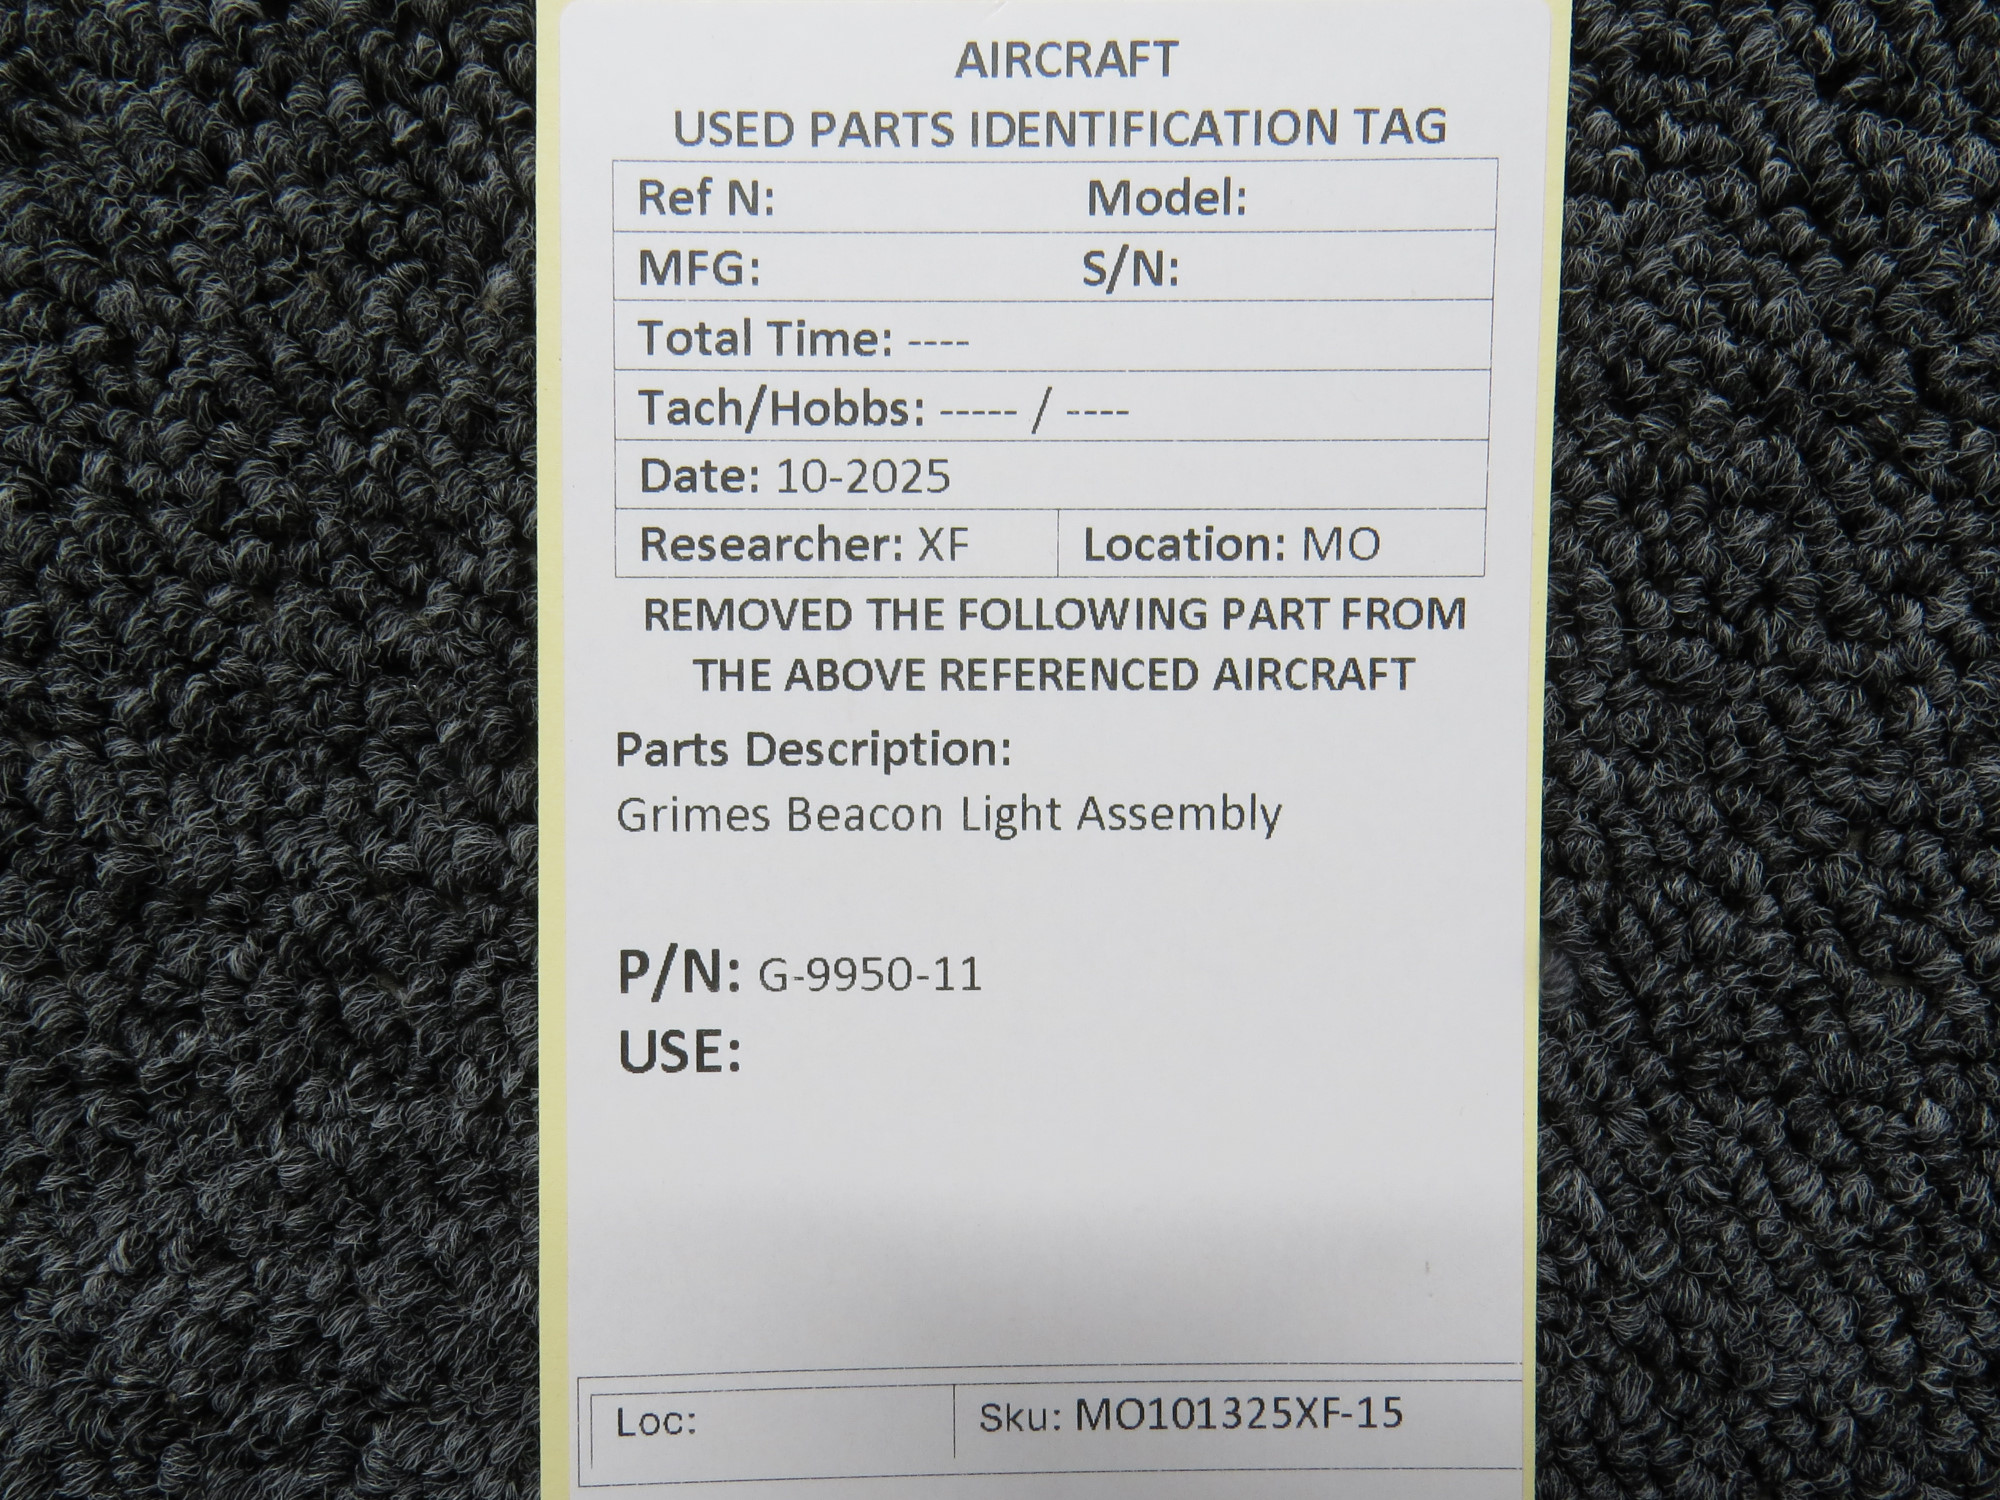 AIRCRAFT
USED PARTS IDENTIFICATION TAG
Ref N: Model:
MFG: S/N:
Total Time: ----
Tach/Hobbs: ----- / ----
Date: 10-2025
Researcher: XF Location: MO
REMOVED THE FOLLOWING PART FROM
THE ABOVE REFERENCED AIRCRAFT
Parts Description:
Grimes Beacon Light Assembly
P/N: G-9950-11
USE:
Loc: Sku: MO101325XF-15